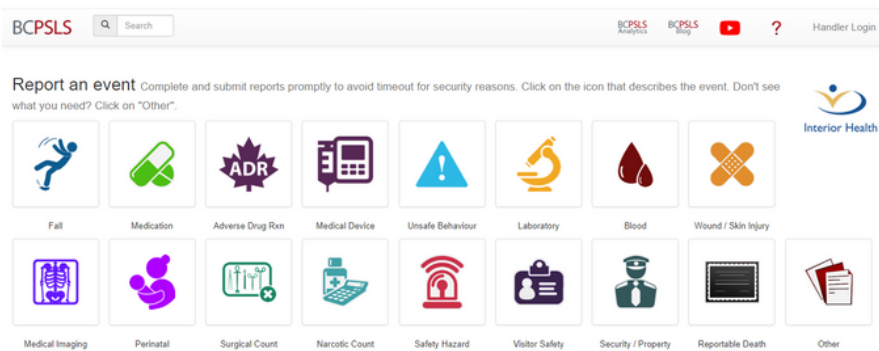 BCPSLS
Search
BCPSLS Analytics
BCPSLS Blog
?
Handler Login
Report an event Complete and submit reports promptly to avoid timeout for security reasons. Click on the icon that describes the event. Don't see
what you need? Click on "Other".
Interior Health
ADR
Fall
Medication
Adverse Drug Rxn
Medical Device
Unsafe Behaviour
Laboratory
Blood
Wound / Skin Injury
Medical Imaging
Perinatal
Surgical Count
Narcotic Count
Safety Hazard
Visitor Safety
Security / Property
Reportable Death
Other